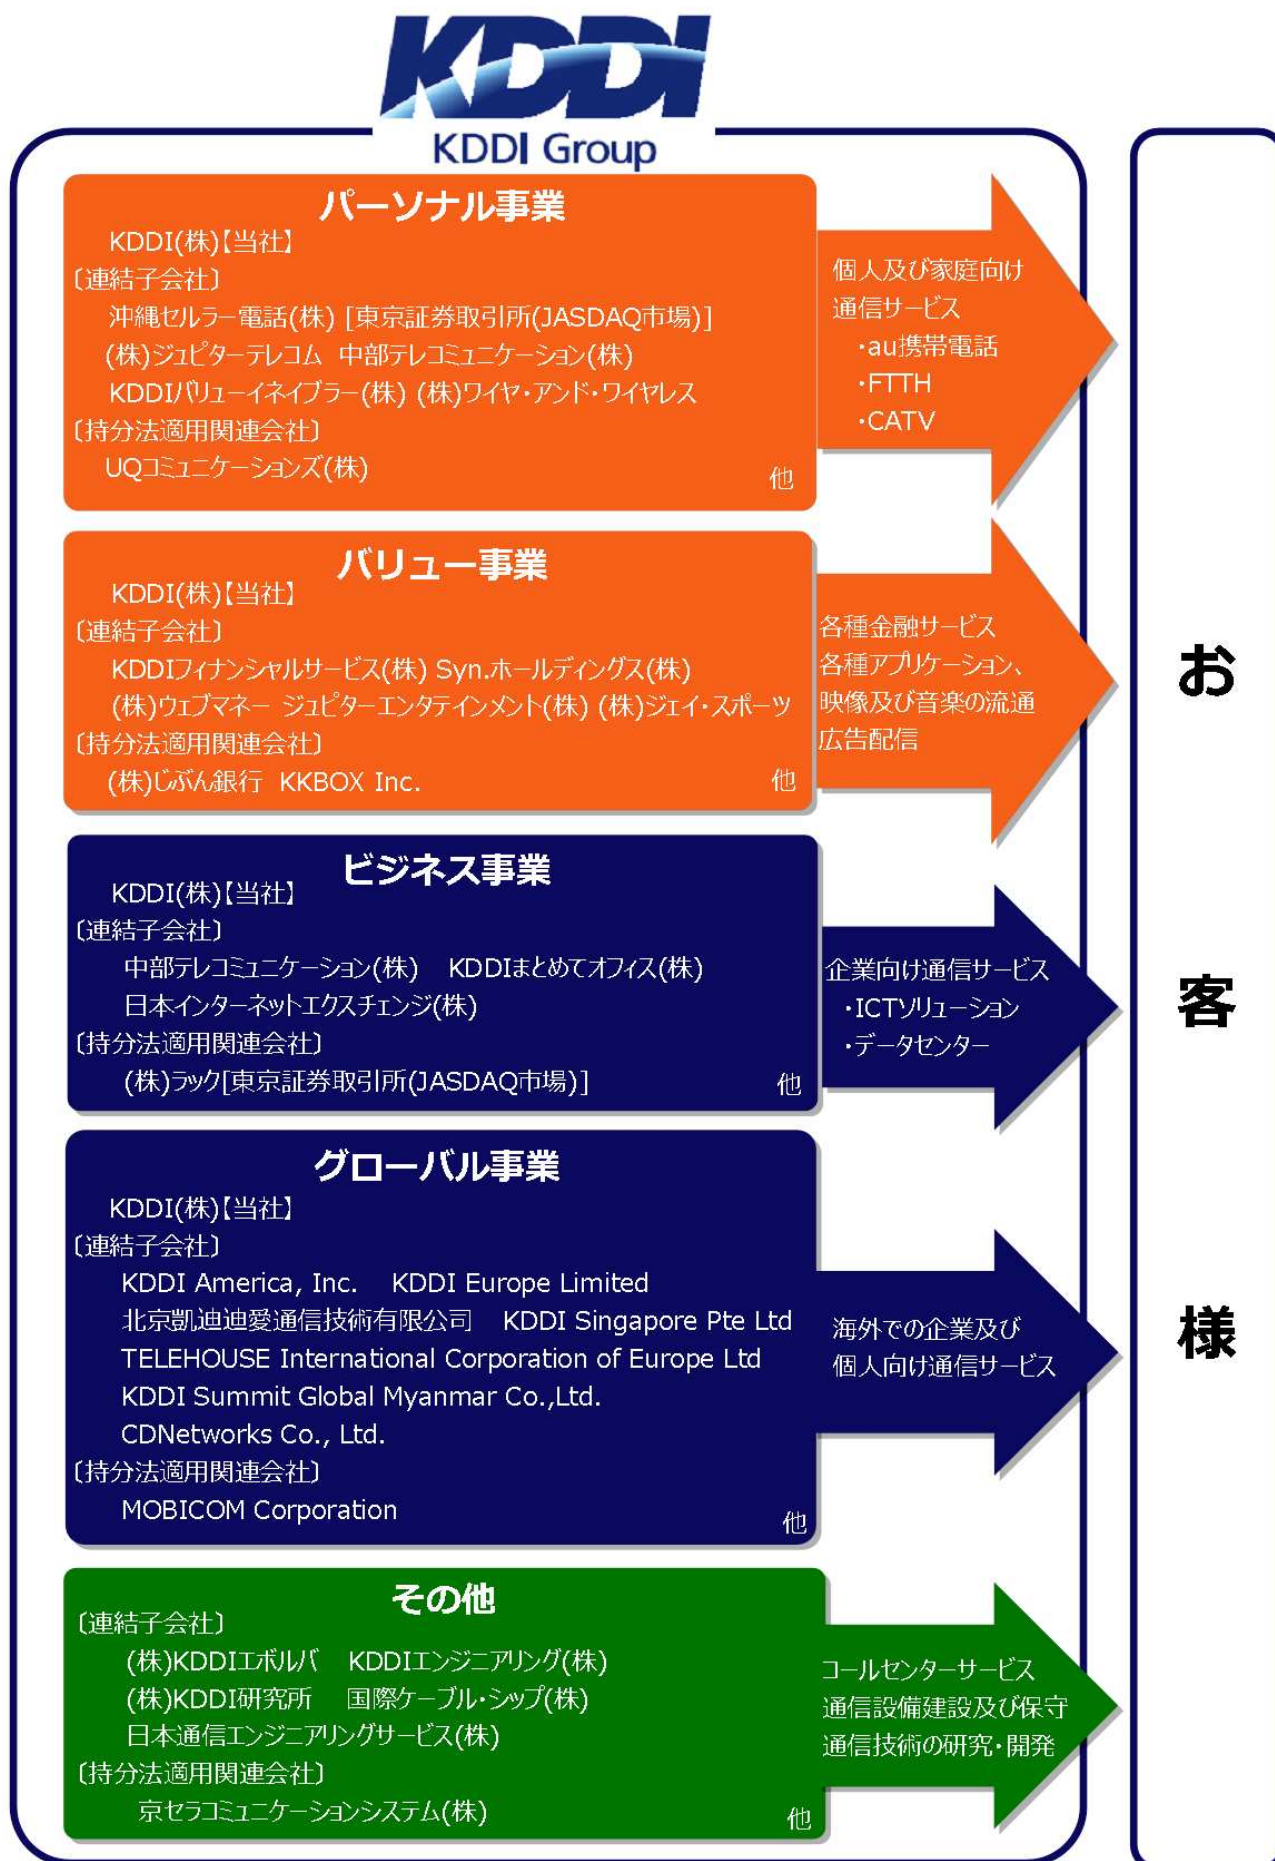 KDDI
KDDI Group
パーソナル事業
KDDI(株)【当社】
〔連結子会社〕
沖縄セルラー電話(株) [東京証券取引所(JASDAQ市場)]
(株)ジュピターテレコム 中部テレコミュニケーション(株)
KDDIバリューイネイブラー(株) (株)ワイヤ・アンド・ワイヤレス
〔持分法適用関連会社〕
UQコミュニケーションズ(株)
他
個人及び家庭向け
通信サービス
・au携帯電話
・FTTH
・CATV
バリュー事業
KDDI(株)【当社】
〔連結子会社〕
KDDIフィナンシャルサービス(株) Syn.ホールディングス(株)
(株)ウェブマネー ジュピターエンタテインメント(株) (株)ジェイ・スポーツ
〔持分法適用関連会社〕
(株)じぶん銀行 KKBOX Inc.
他
各種金融サービス
各種アプリケーション、
映像及び音楽の流通
広告配信
ビジネス事業
KDDI(株)【当社】
〔連結子会社〕
中部テレコミュニケーション(株) KDDIまとめてオフィス(株)
日本インターネットエクスチェンジ(株)
〔持分法適用関連会社〕
(株)ラック[東京証券取引所(JASDAQ市場)]
他
企業向け通信サービス
・ICTソリューション
・データセンター
グローバル事業
KDDI(株)【当社】
〔連結子会社〕
KDDI America, Inc. KDDI Europe Limited
北京凱迪迪愛通信技術有限公司 KDDI Singapore Pte Ltd
TELEHOUSE International Corporation of Europe Ltd
KDDI Summit Global Myanmar Co.,Ltd.
CDNetworks Co., Ltd.
〔持分法適用関連会社〕
MOBICOM Corporation
他
海外での企業及び
個人向け通信サービス
その他
〔連結子会社〕
(株)KDDIエボルバ KDDIエンジニアリング(株)
(株)KDDI研究所 国際ケーブル・シップ(株)
日本通信エンジニアリングサービス(株)
〔持分法適用関連会社〕
京セラコミュニケーションシステム(株)
他
コールセンターサービス
通信設備建設及び保守
通信技術の研究・開発
お
客
様